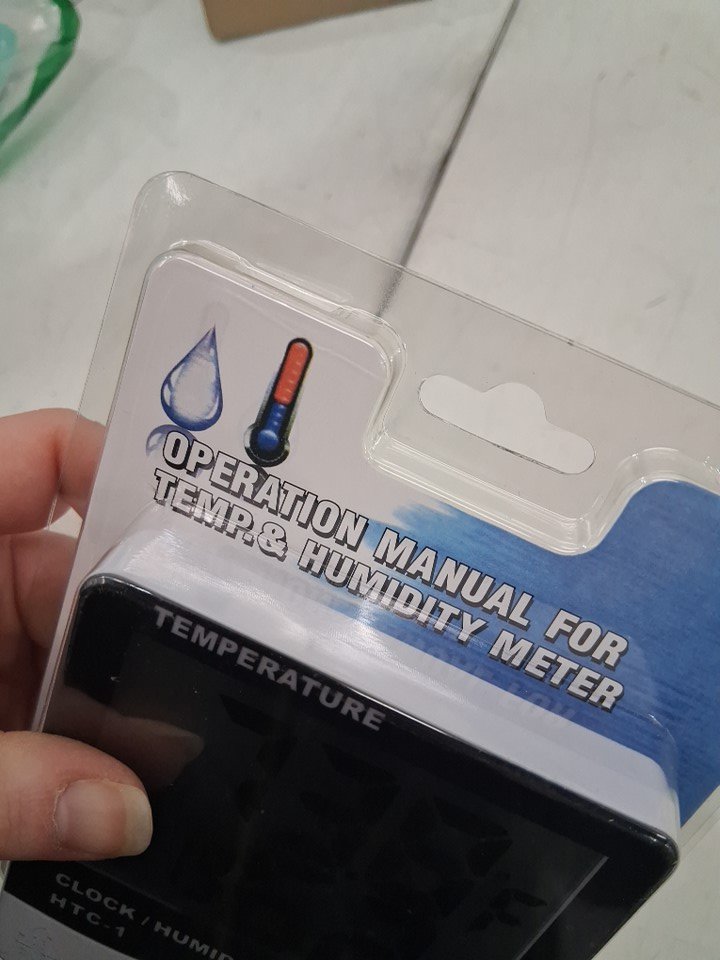 OPERATION MANUAL FOR
TEMP.& HUMIDITY METER
TEMPERATURE
CLOCK / HUMID
HTC-1